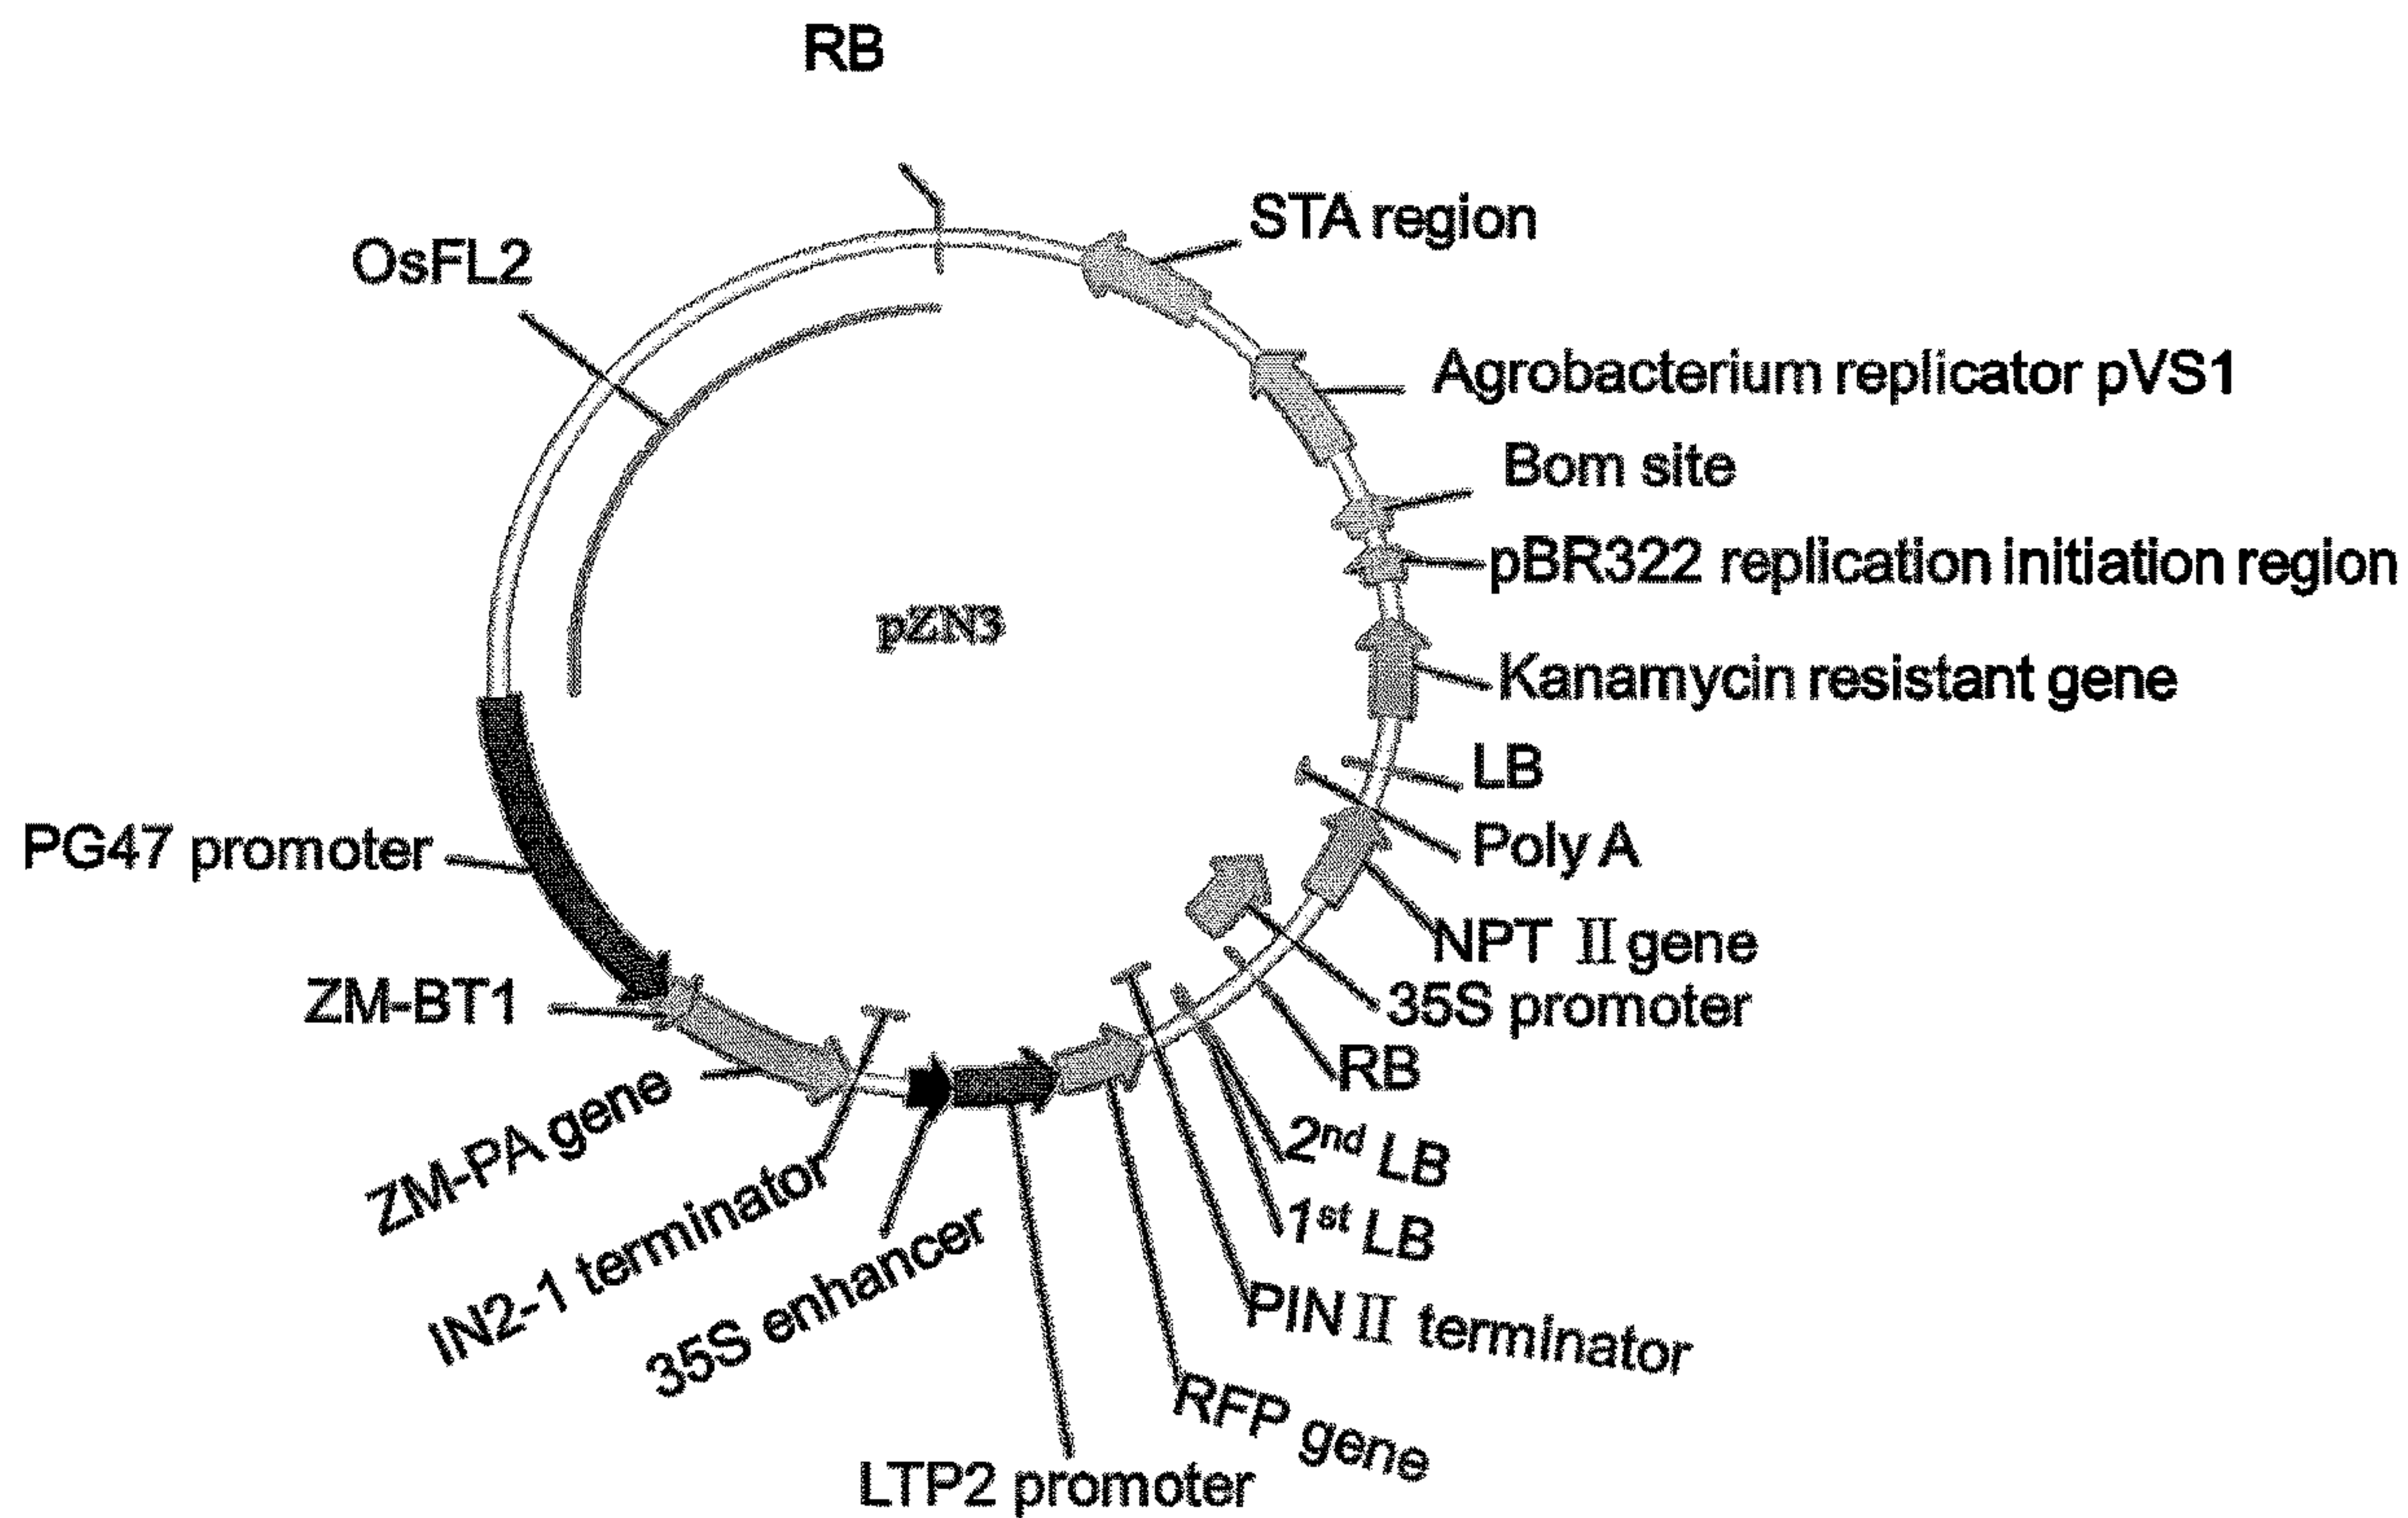 RB
STA region
OsFL2
Agrobacterium replicator pVS1
Bom site
pBR322 replication initiation region
pZN3
Kanamycin resistant gene
LB
Poly A
PG47 promoter
NPT II gene
ZM-BT1
35S promoter
RB
ZM-PA gene
2nd LB
IN2-1 terminator
1st LB
35S enhancer
PIN II terminator
RFP gene
LTP2 promoter